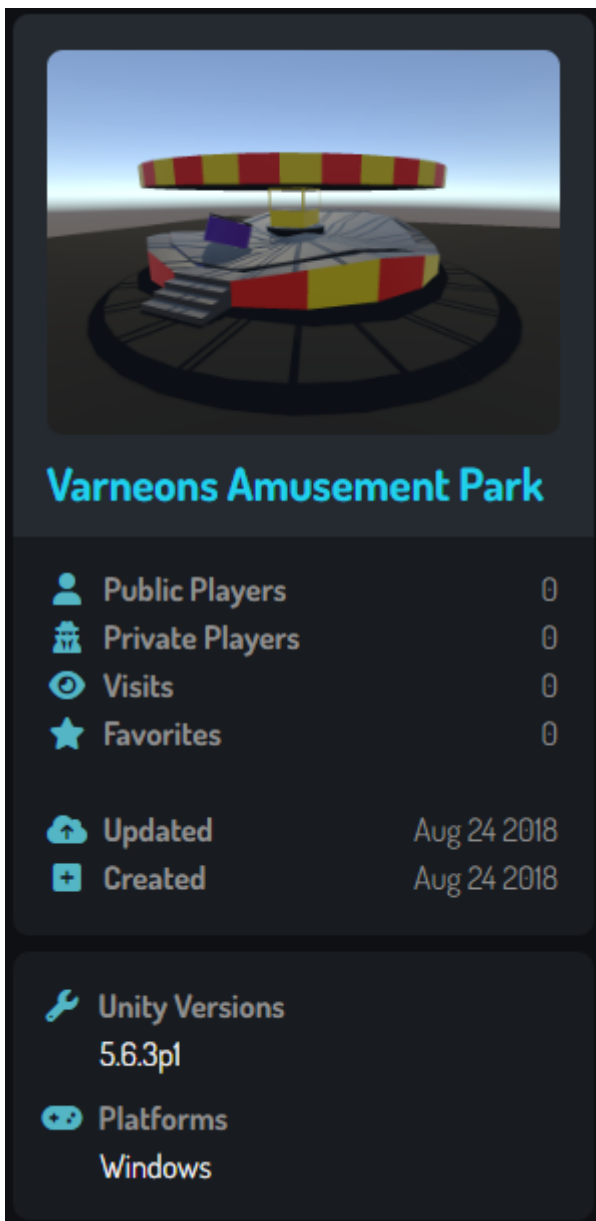 Varneons Amusement Park
Public Players 0
Private Players 0
Visits 0
Favorites 0
Updated Aug 24 2018
Created Aug 24 2018
Unity Versions
5.6.3p1
Platforms
Windows